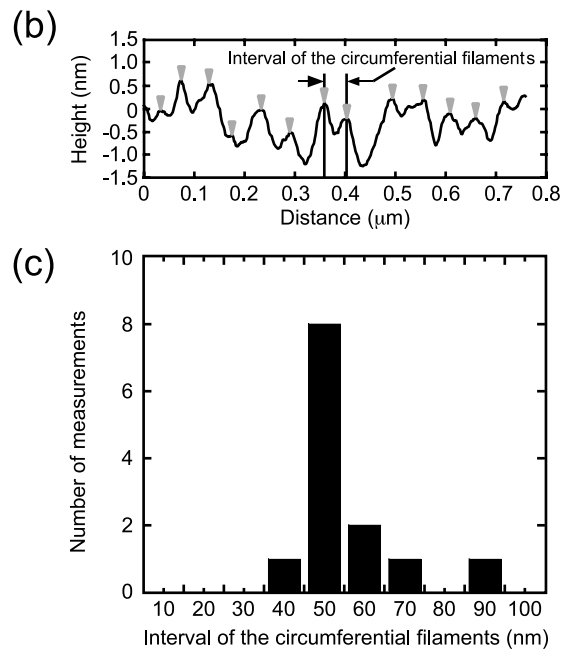 (b)
Height (nm)
1.5
1.0
0.5
0
-0.5
-1.0
-1.5
Interval of the circumferential filaments
0 0.1 0.2 0.3 0.4 0.5 0.6 0.7 0.8
Distance (μm)
(c)
Number of measurements
10
8
6
4
2
0
10 20 30 40 50 60 70 80 90 100
Interval of the circumferential filaments (nm)